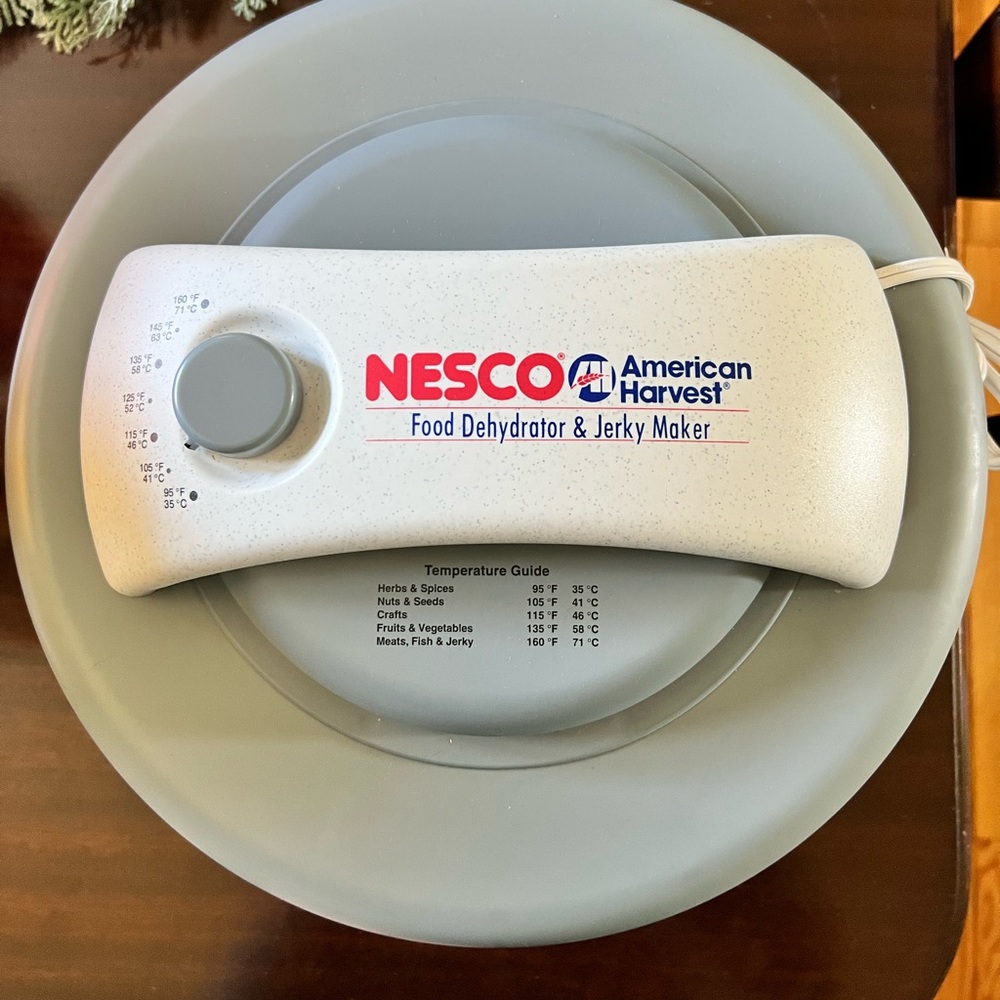 160 °F
71 °C
145 °F
63 °C
135 °F
58 °C
125 °F
52 °C
115 °F
46 °C
105 °F
41 °C
95 °F
35 °C
NESCO® American
Harvest®
Food Dehydrator & Jerky Maker
Temperature Guide
Herbs & Spices 95 °F 35 °C
Nuts & Seeds 105 °F 41 °C
Crafts 115 °F 46 °C
Fruits & Vegetables 135 °F 58 °C
Meats, Fish & Jerky 160 °F 71 °C